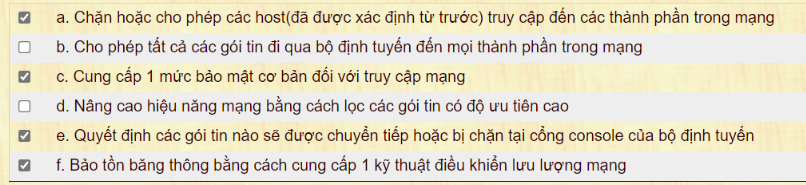 a. Chặn hoặc cho phép các host(đã được xác định từ trước) truy cập đến các thành phần trong mạng
b. Cho phép tất cả các gói tin đi qua bộ định tuyến đến mọi thành phần trong mạng
c. Cung cấp 1 mức bảo mật cơ bản đối với truy cập mạng
d. Nâng cao hiệu năng mạng bằng cách lọc các gói tin có độ ưu tiên cao
e. Quyết định các gói tin nào sẽ được chuyển tiếp hoặc bị chặn tại cổng console của bộ định tuyến
f. Bảo tồn băng thông bằng cách cung cấp 1 kỹ thuật điều khiển lưu lượng mạng